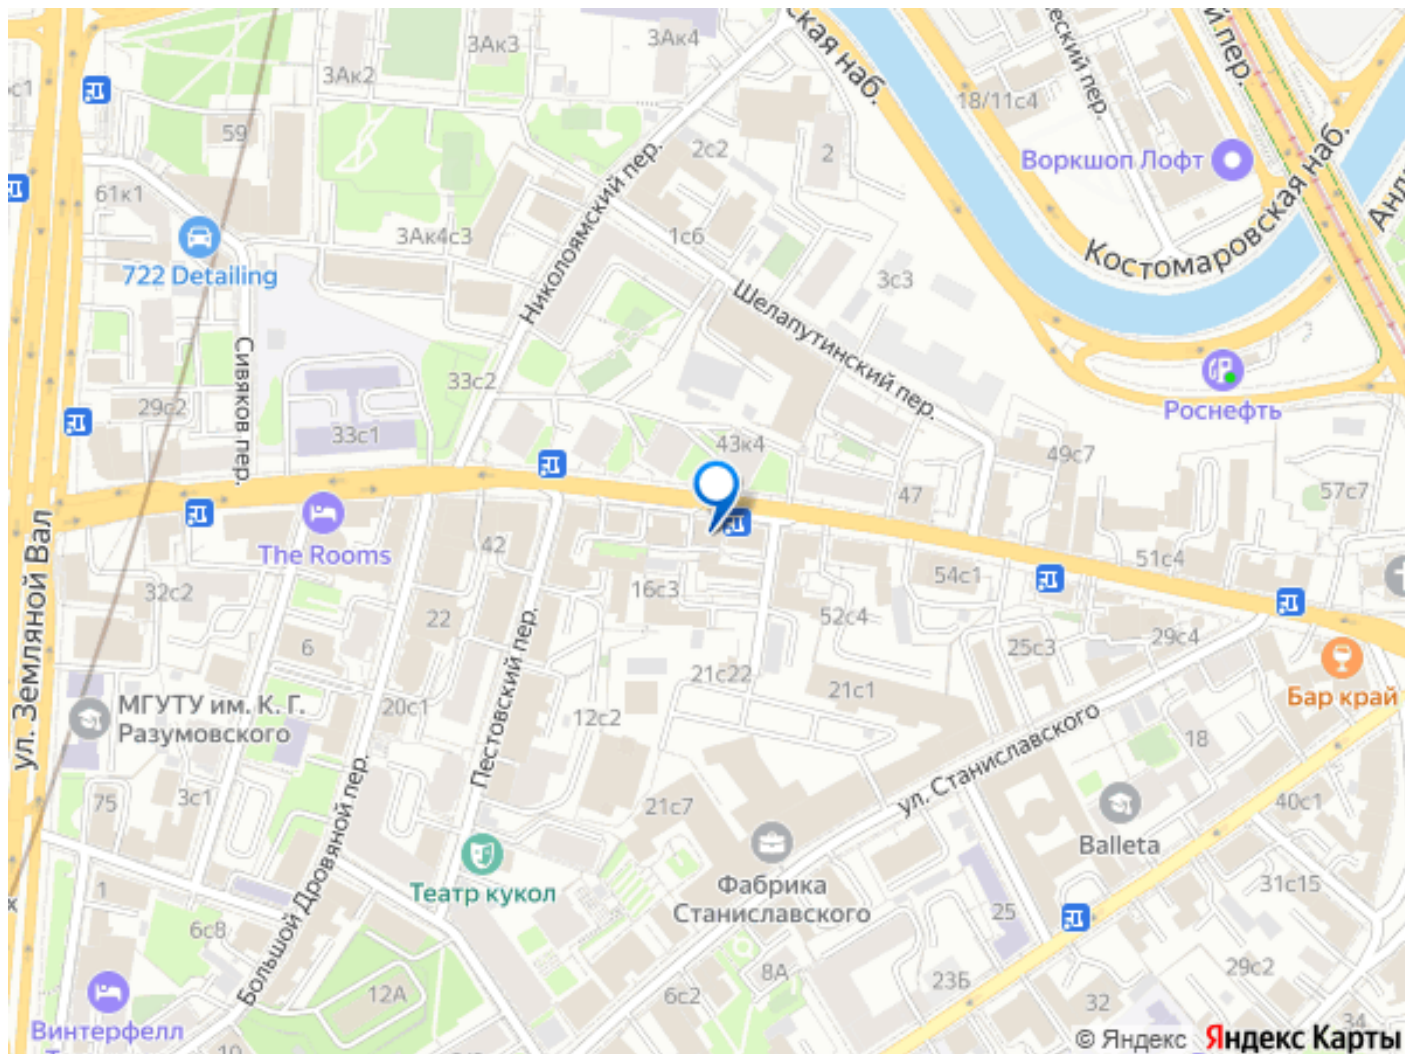 ская наб.
еский пер.
й пер.
3Ак3
3Ак4
3Ак2
с1
59
18/11с4
2с2
2
Воркшоп Лофт
61к1
Николоямский пер.
Костомаровская наб.
3Ак4с3
1с6
722 Detailing
3с3
Шелапутинский пер.
Сивяков пер.
33с2
Роснефть
29с2
33с1
43к4
49с7
47
57с7
ул. Земляной Вал
The Rooms
42
51с4
54с1
32с2
16с3
52с4
22
29с4
6
25с3
21с22
21с1
Бар край
МГУТУ им. К. Г.
Разумовского
20с1
Пестовский пер.
12с2
ул. Станиславского
18
75
3с1
21с7
40с1
Большой Дровяной пер.
Balleta
Театр кукол
Фабрика
Станиславского
31с15
1
25
6с8
8А
23Б
29с2
12А
6с2
32
34
Винтерфелл
10
© Яндекс Яндекс Карты